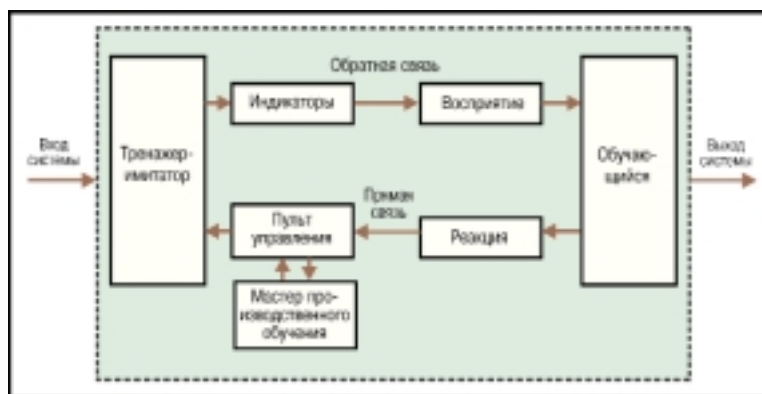 Обратная связь
Индикаторы
Восприятие
Вход
системы
Тренажер-
имитатор
Обучаю-
щийся
Выход
системы
Прямая
связь
Пульт
управления
Реакция
Мастер про-
изводственного
обучения